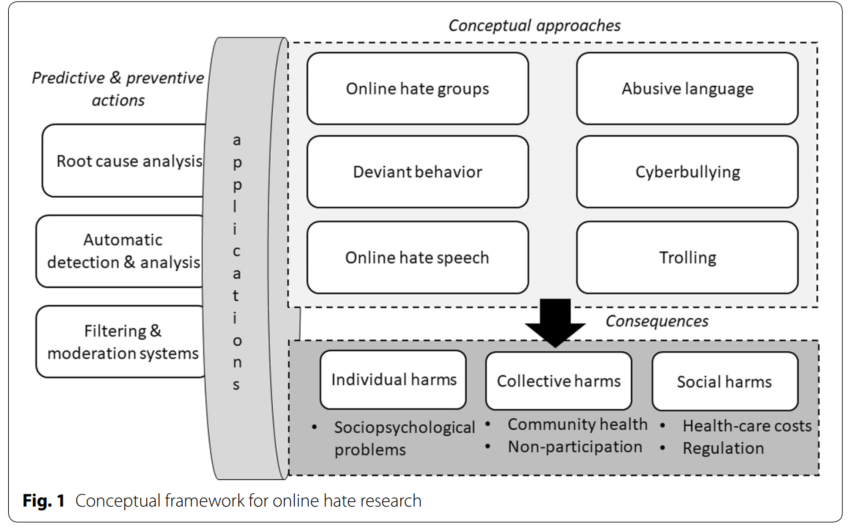 Conceptual approaches
Predictive & preventive
actions
Root cause analysis
Automatic
detection & analysis
Filtering &
moderation systems
applications
Online hate groups
Abusive language
Deviant behavior
Cyberbullying
Online hate speech
Trolling
Consequences
Individual harms
Collective harms
Social harms
• Sociopsychological
problems
• Community health
• Non-participation
• Health-care costs
• Regulation
Fig. 1 Conceptual framework for online hate research